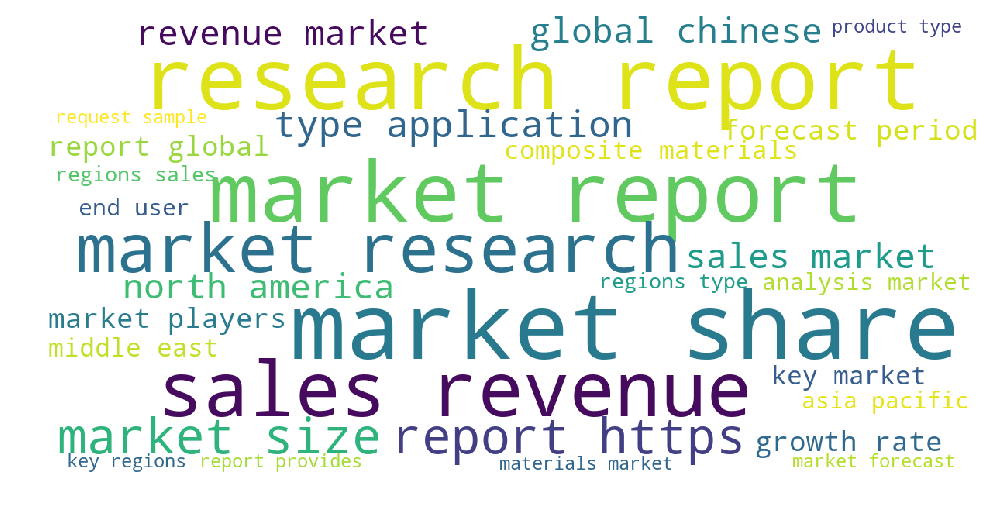 revenue market
global chinese
product type
research report
request sample
type application
forecast period
report global
composite materials
regions sales
market report
end user
market research
sales market
north america
regions type
analysis market
market players
market share
middle east
sales revenue
key market
asia pacific
market size
report https
growth rate
key regions
report provides
materials market
market forecast